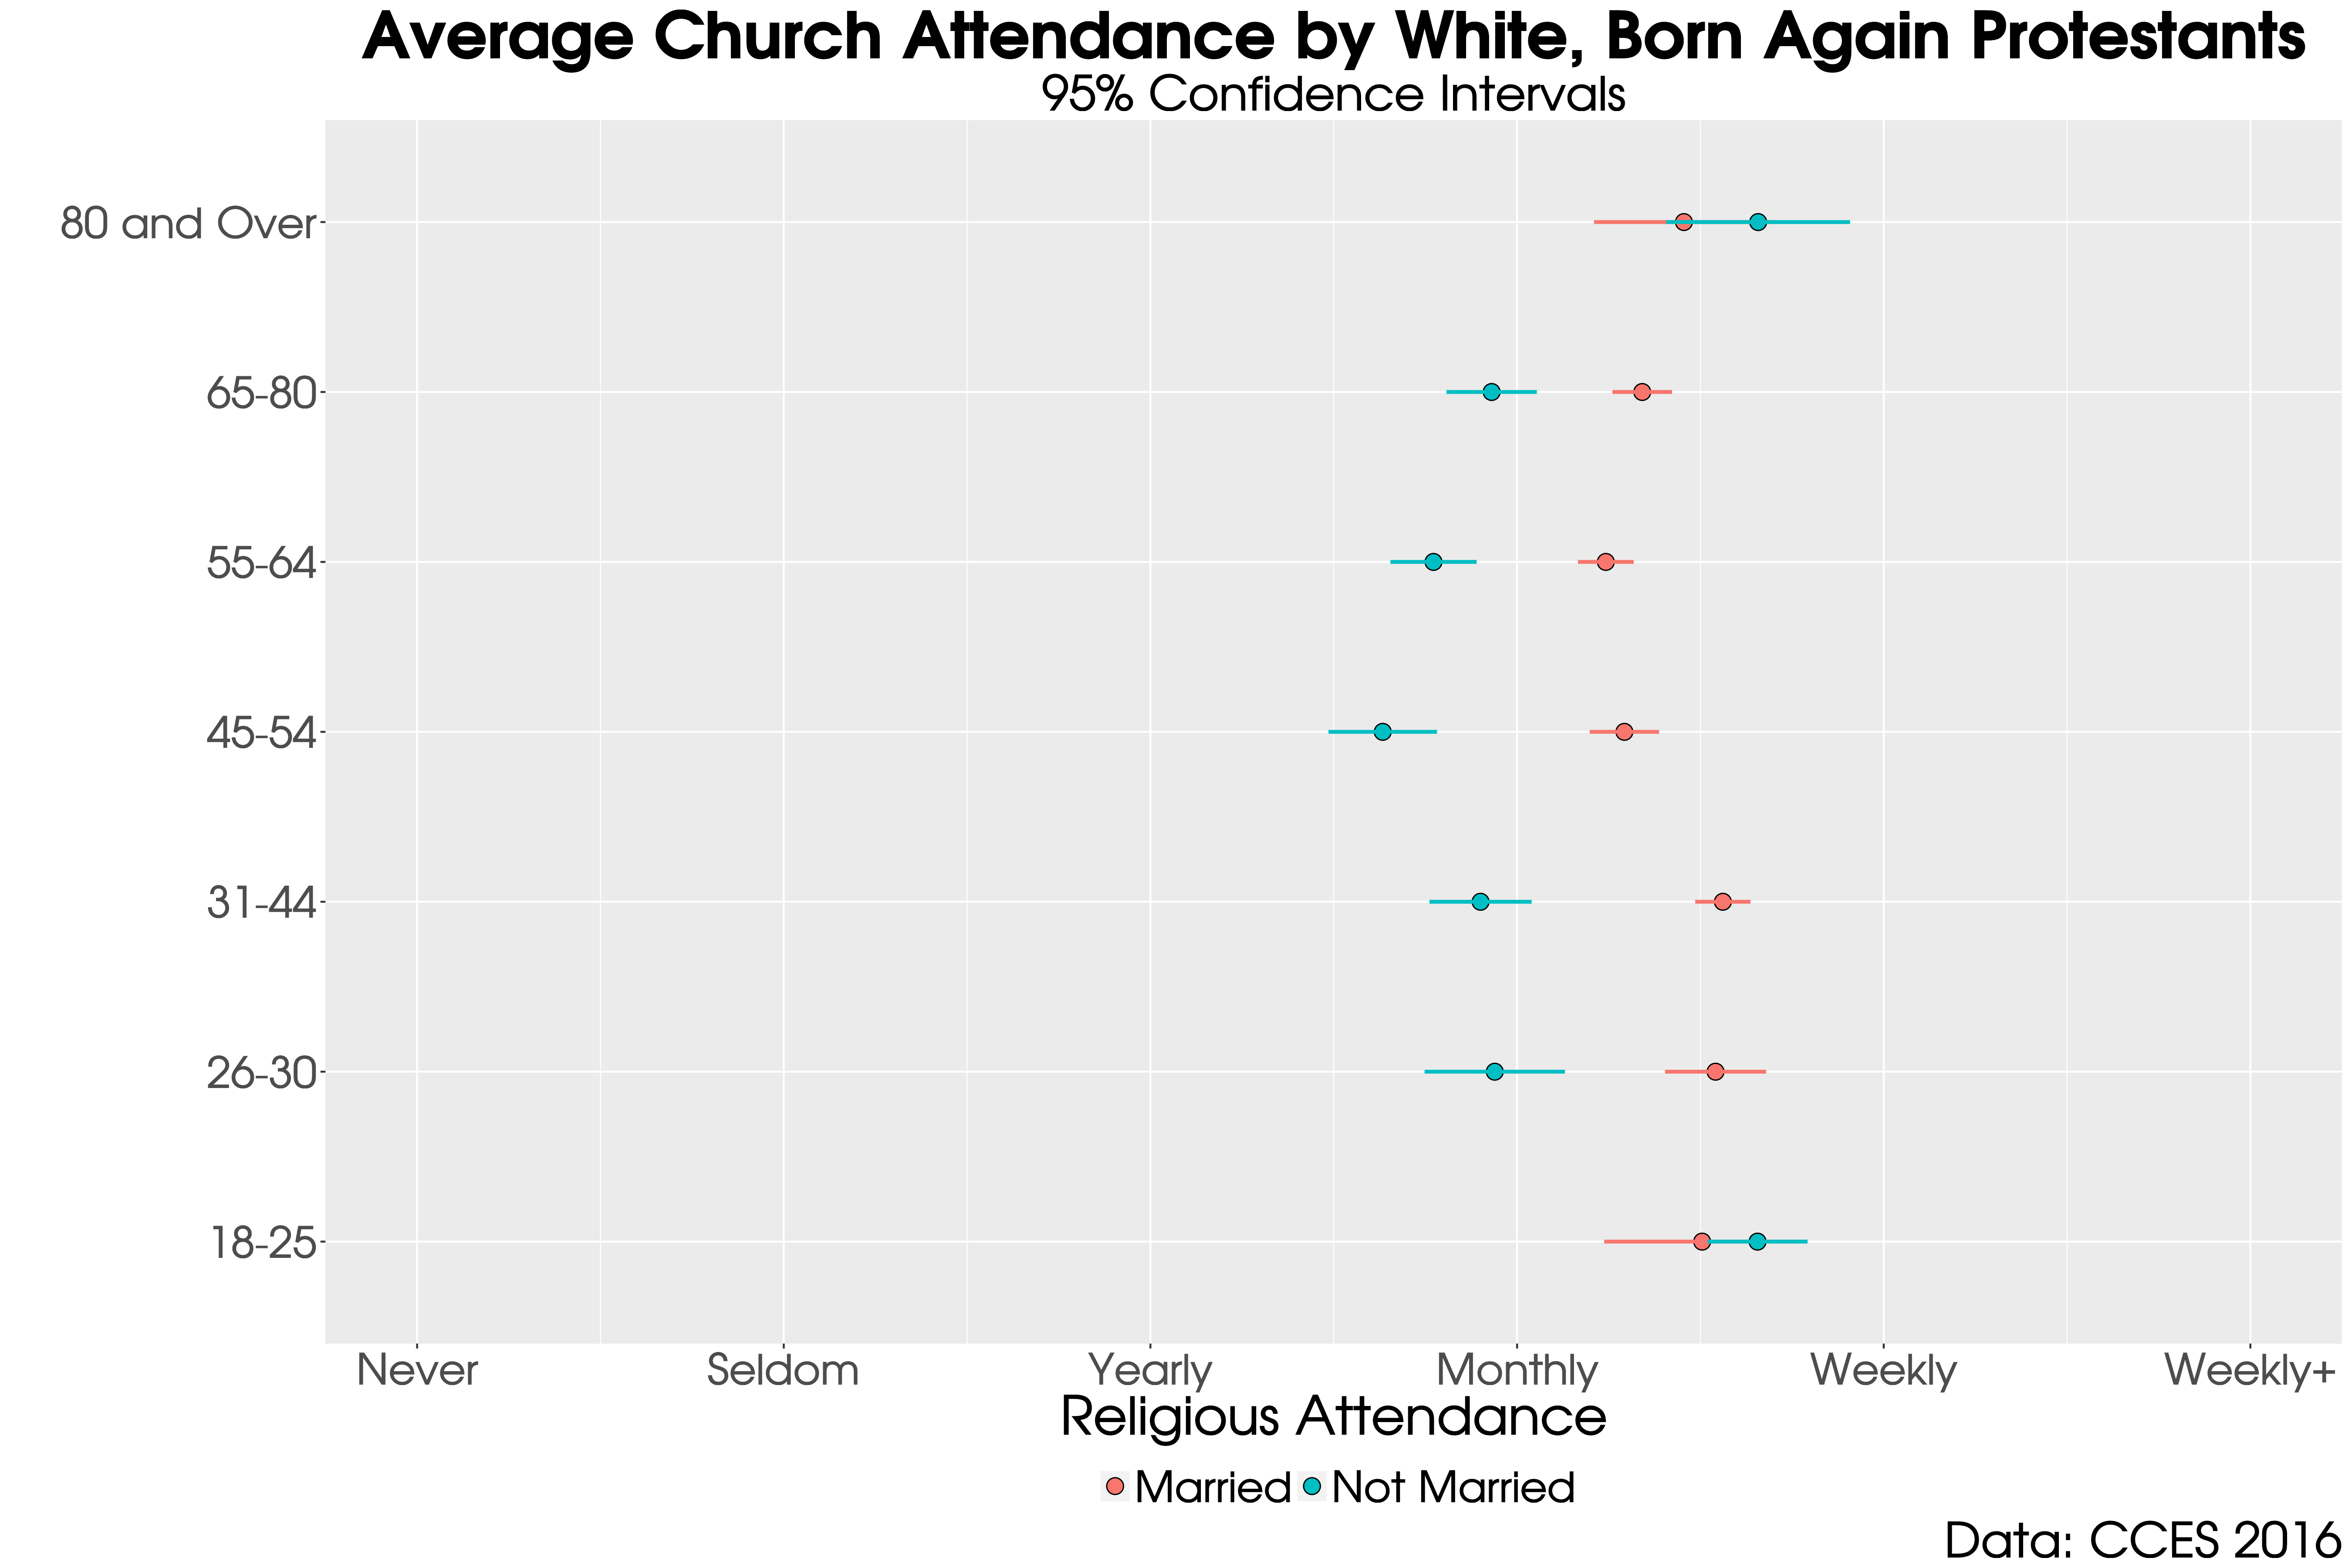 Average Church Attendance by White, Born Again Protestants
95% Confidence Intervals
80 and Over
65-80
55-64
45-54
31-44
26-30
18-25
Never Seldom Yearly Monthly Weekly Weekly+
Religious Attendance
Married Not Married
Data: CCES 2016